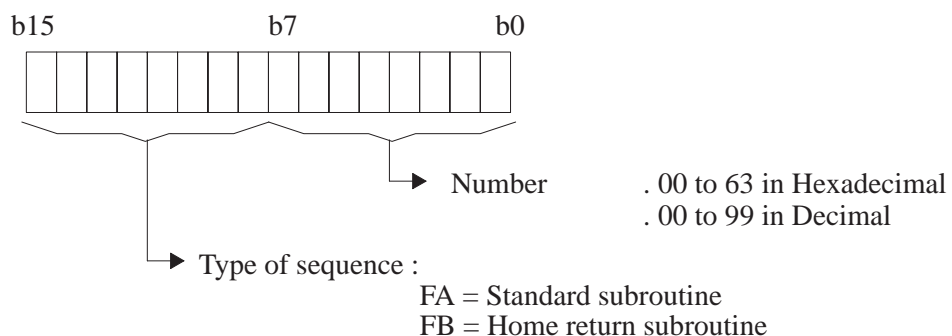 b15 b7 b0
Number . 00 to 63 in Hexadecimal
. 00 to 99 in Decimal
Type of sequence :
FA = Standard subroutine
FB = Home return subroutine